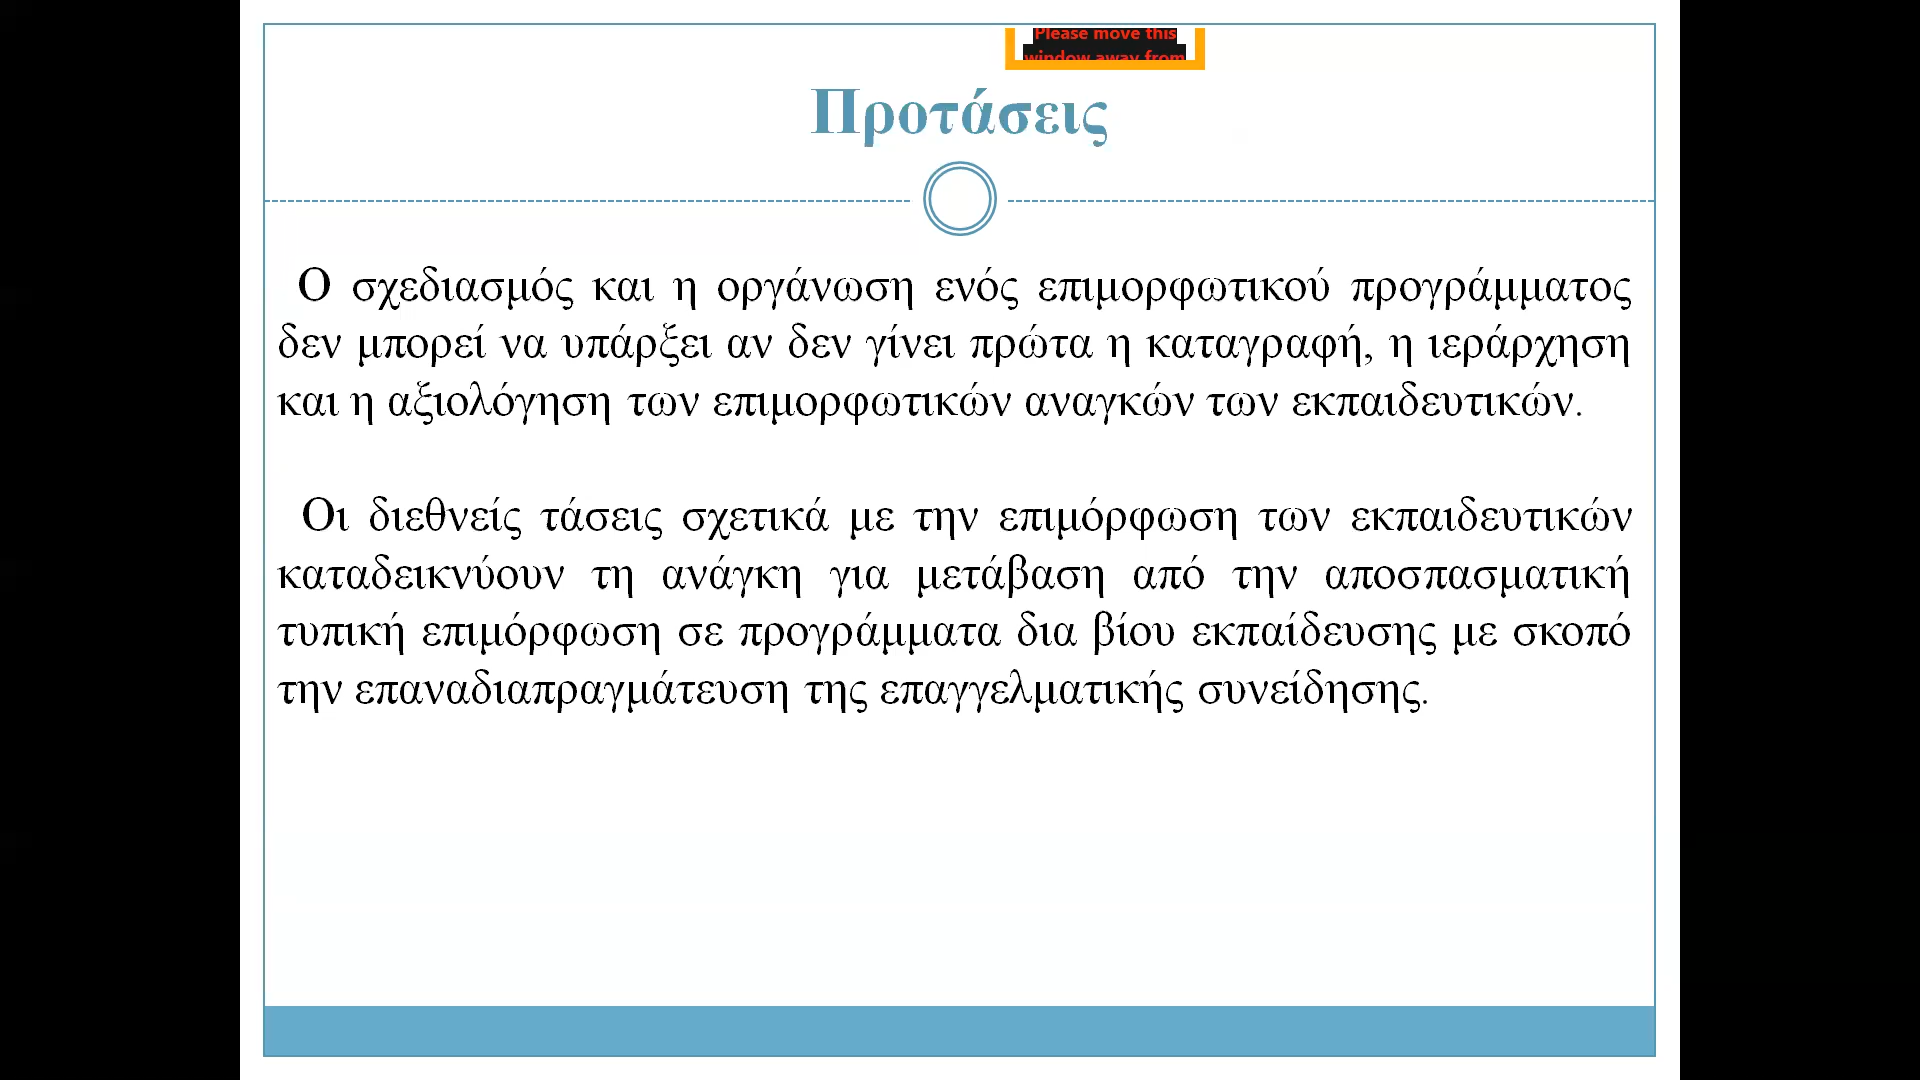 Please move this
window away from
Προτάσεις
Ο σχεδιασμός και η οργάνωση ενός επιμορφωτικού προγράμματος
δεν μπορεί να υπάρξει αν δεν γίνει πρώτα η καταγραφή, η ιεράρχηση
και η αξιολόγηση των επιμορφωτικών αναγκών των εκπαιδευτικών.
Οι διεθνείς τάσεις σχετικά με την επιμόρφωση των εκπαιδευτικών
καταδεικνύουν τη ανάγκη για μετάβαση από την αποσπασματική
τυπική επιμόρφωση σε προγράμματα δια βίου εκπαίδευσης με σκοπό
την επαναδιαπραγμάτευση της επαγγελματικής συνείδησης.